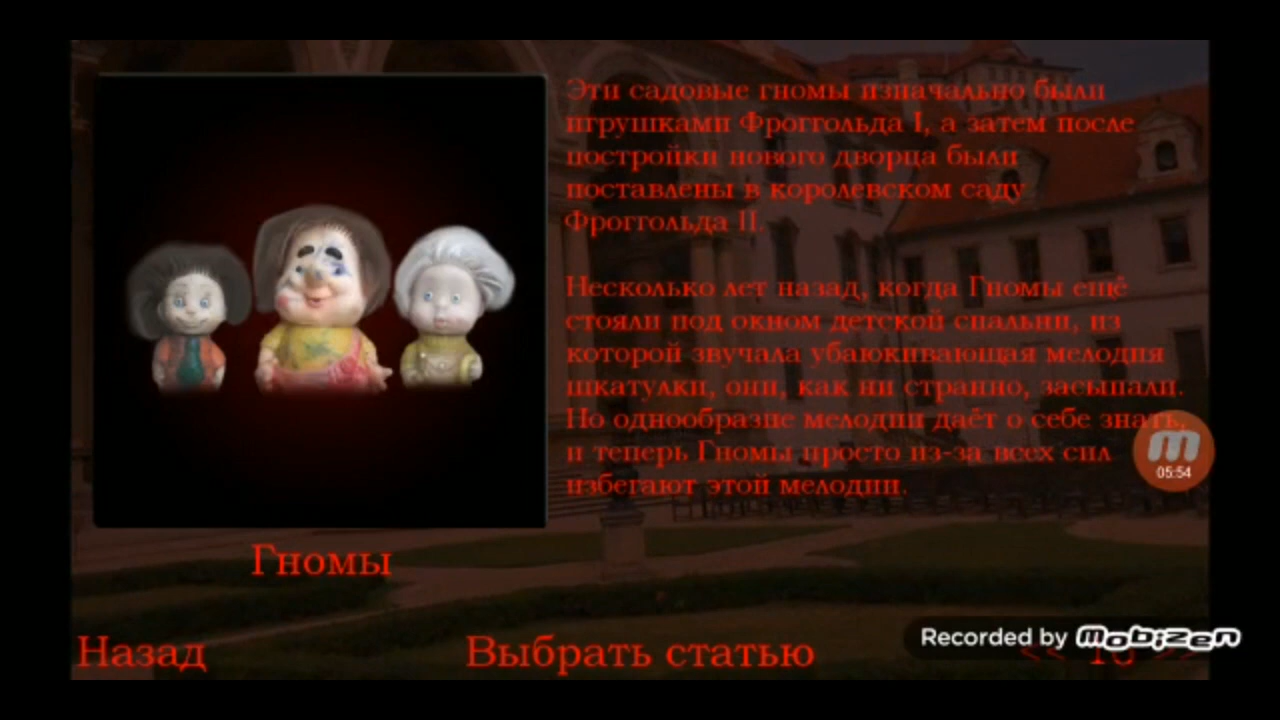 Эти садовые гномы изначально были
игрушками Фроггольда I, а затем после
постройки нового дворца были
поставлены в королевском саду
Фроггольда II.
Несколько лет назад, когда Гномы ещё
стояли под окном детской спальни, из
которой звучала убаюкивающая мелодия
шкатулки, они, как ни странно, засыпали.
Но однообразие мелодии даёт о себе знать,
и теперь Гномы просто из-за всех сил
избегают этой мелодии.
05:54
Гномы
Recorded by mobizen
Назад
Выбрать статью